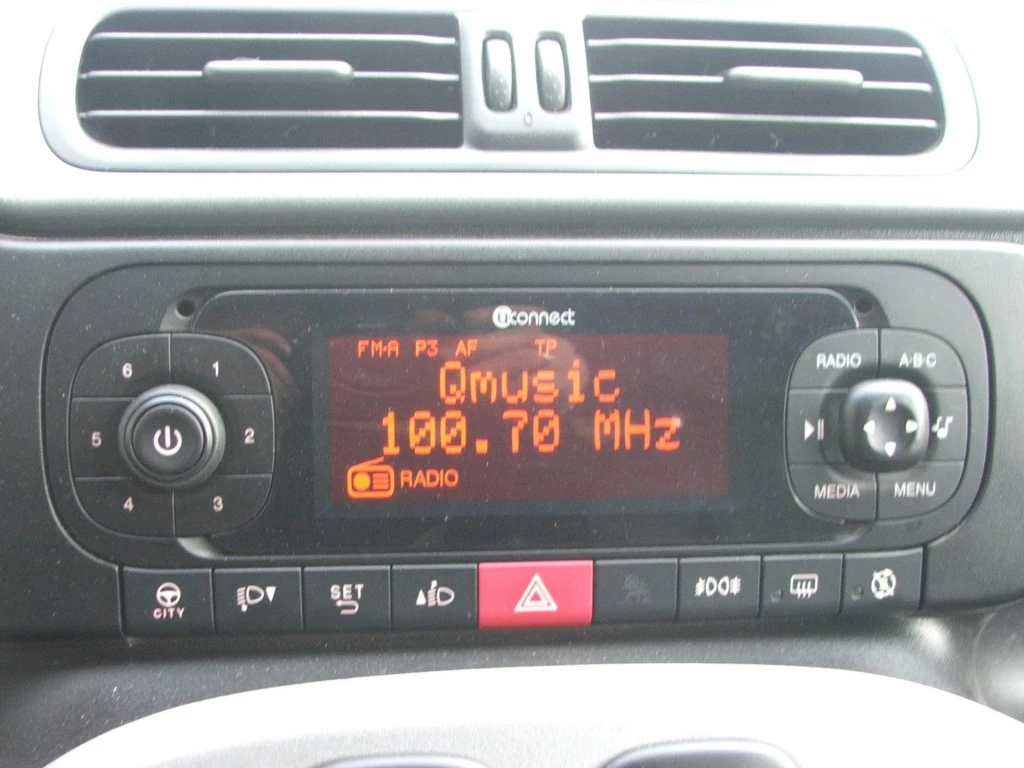 uconnect
FM-A P3 AF TP
Qmusic
100.70 MHz
RADIO
6 1
5 2
4 3
RADIO A·B·C
MEDIA MENU
CITY
SET
0